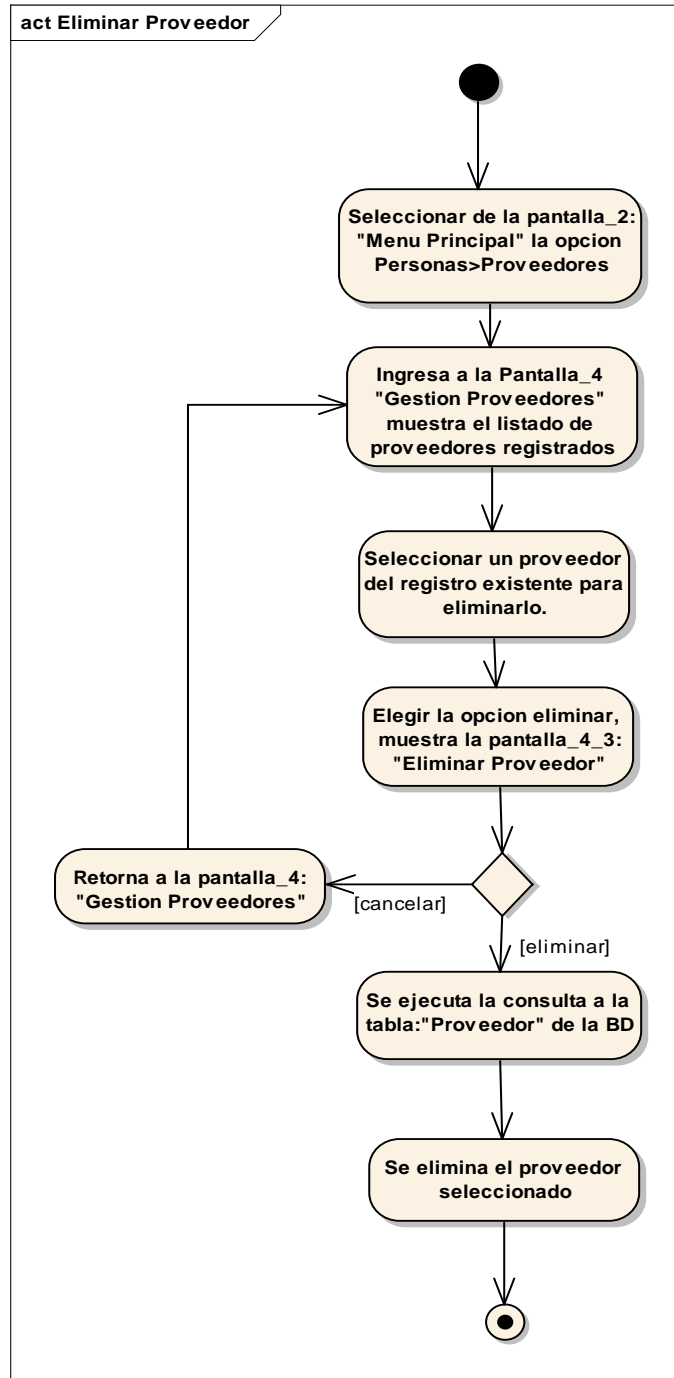 act Eliminar Proveedor
Seleccionar de la pantalla_2:
"Menu Principal" la opcion
Personas>Proveedores
Ingresa a la Pantalla_4
"Gestion Proveedores"
muestra el listado de
proveedores registrados
Seleccionar un proveedor
del registro existente para
eliminarlo.
Elegir la opcion eliminar,
muestra la pantalla_4_3:
"Eliminar Proveedor"
Retorna a la pantalla_4:
"Gestion Proveedores"
[cancelar]
[eliminar]
Se ejecuta la consulta a la
tabla:"Proveedor" de la BD
Se elimina el proveedor
seleccionado